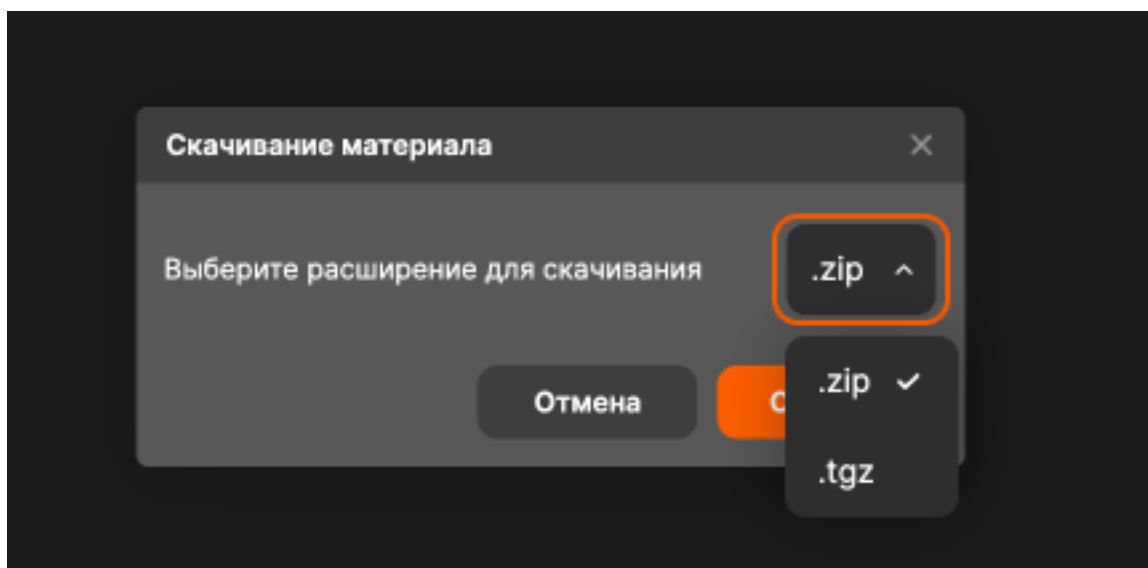 Скачивание материала
Выберите расширение для скачивания .zip
.zip
Отмена
.tgz